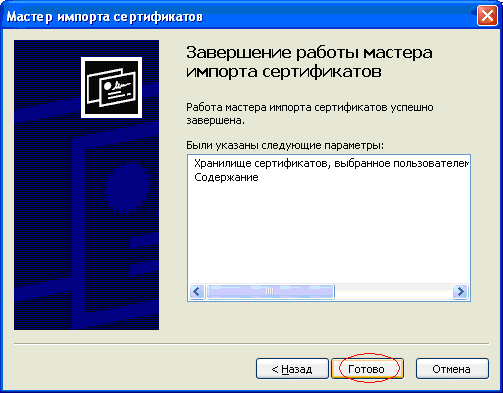 Мастер импорта сертификатов
Завершение работы мастера
импорта сертификатов
Работа мастера импорта сертификатов успешно
завершена.
Были указаны следующие параметры:
Хранилище сертификатов, выбранное пользователем
Содержание
< Назад
Готово
Отмена